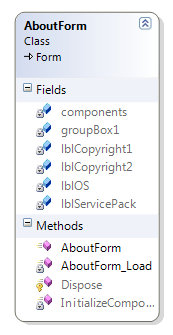 AboutForm
Class
Form
Fields
components
groupBox1
lblCopyright1
lblCopyright2
lblOS
lblServicePack
Methods
AboutForm
AboutForm_Load
Dispose
InitializeCompo...